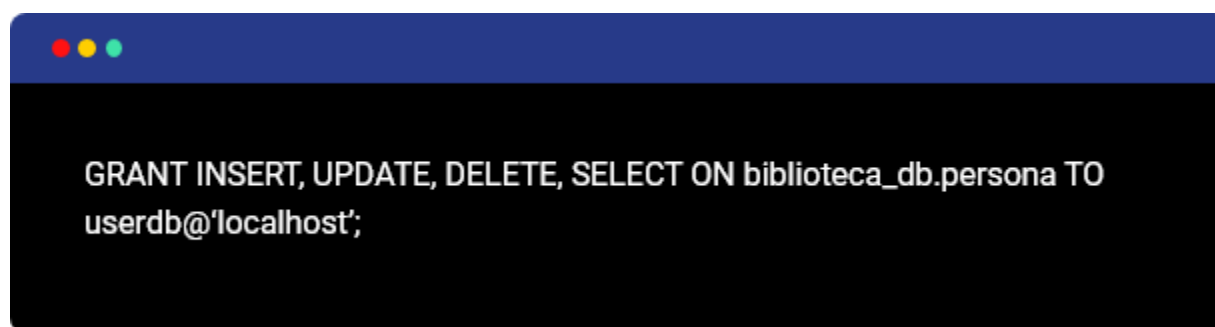 GRANT INSERT, UPDATE, DELETE, SELECT ON biblioteca_db.persona TO
userdb@‘localhost’;